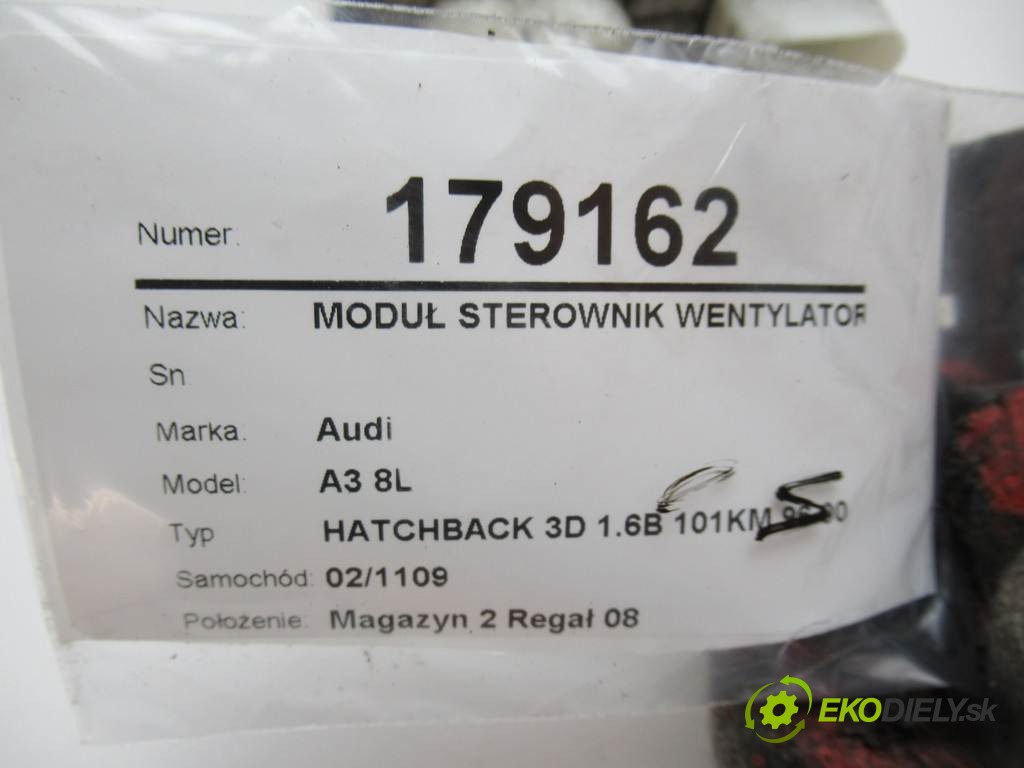 Numer: 179162
Nazwa: MODUŁ STEROWNIK WENTYLATOR
Sn.
Marka: Audi
Model: A3 8L
Typ HATCHBACK 3D 1.6B 101KM
Samochód: 02/1109
Położenie: Magazyn 2 Regał 08
EKODIELY.sk